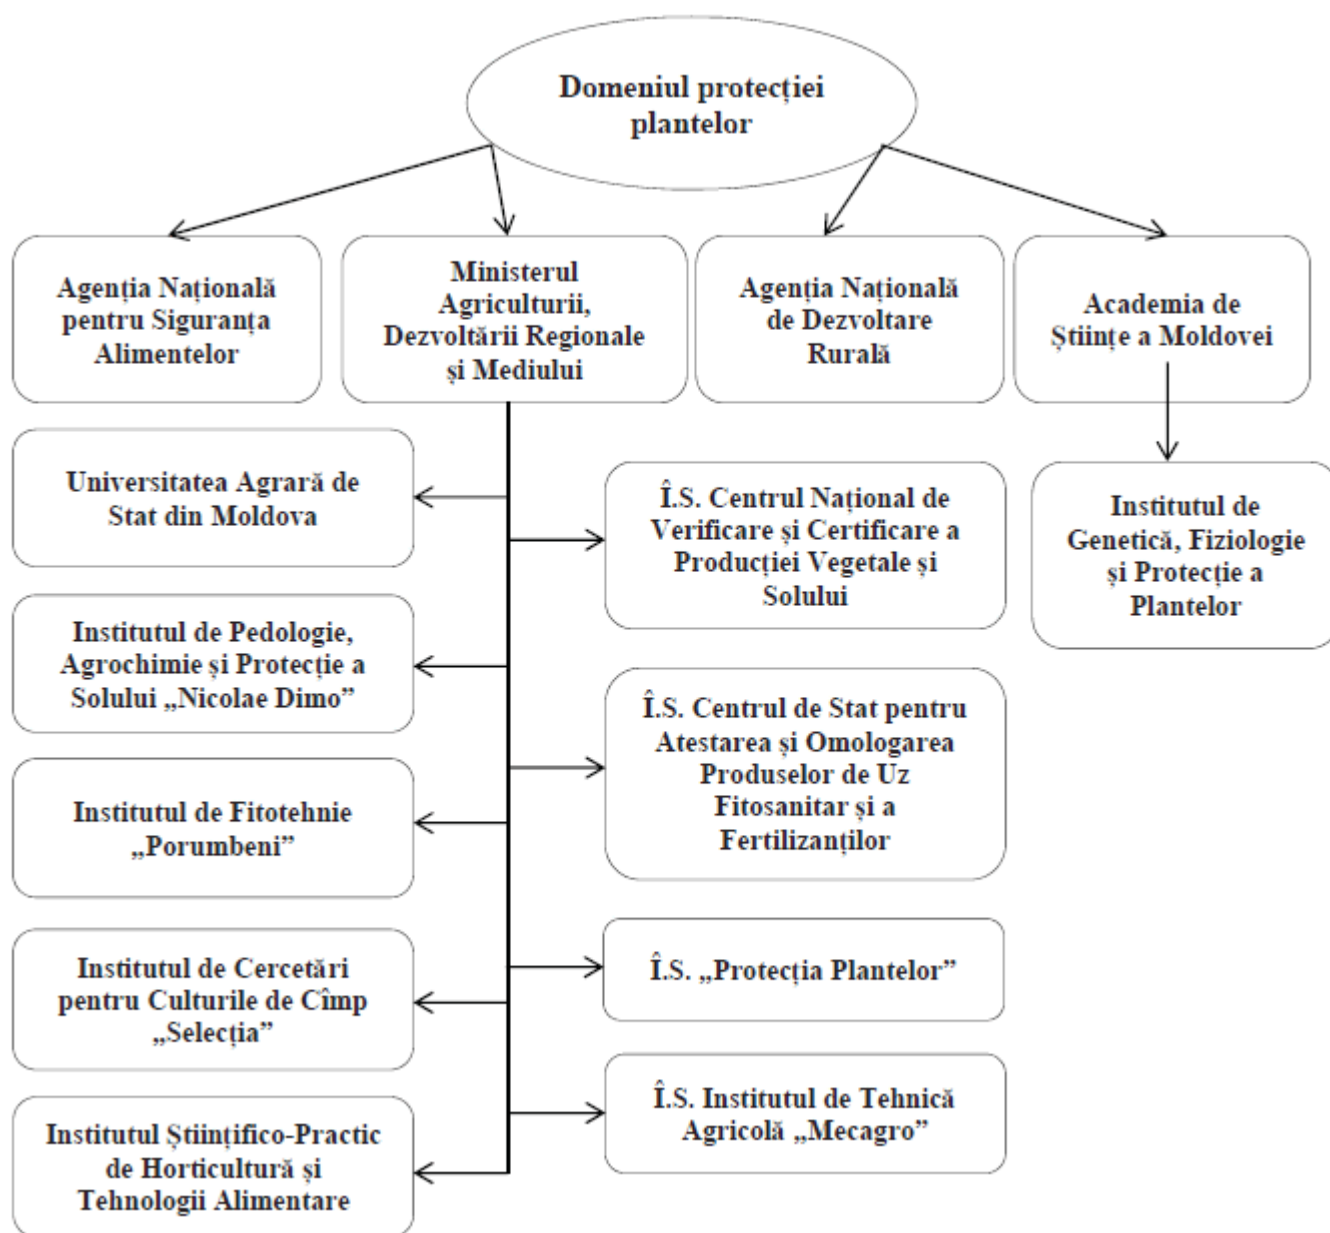 Domeniul protecției
plantelor
Agenția Națională
pentru Siguranța
Alimentelor
Ministerul
Agriculturii,
Dezvoltării Regionale
și Mediului
Agenția Națională
de Dezvoltare
Rurală
Academia de
Științe a Moldovei
Universitatea Agrară de
Stat din Moldova
Institutul de Pedologie,
Agrochimie și Protecție a
Solului „Nicolae Dimo”
Institutul de Fitotehnie
„Porumbeni”
Institutul de Cercetări
pentru Culturile de Cîmp
„Selecția”
Institutul Științifico-Practic
de Horticultură și
Tehnologii Alimentare
Î.S. Centrul Național de
Verificare și Certificare a
Producției Vegetale și
Solului
Î.S. Centrul de Stat pentru
Atestarea și Omologarea
Produselor de Uz
Fitosanitar și a
Fertilizanților
Î.S. „Protecția Plantelor”
Î.S. Institutul de Tehnică
Agricolă „Mecagro”
Institutul de
Genetică, Fiziologie
și Protecție a
Plantelor